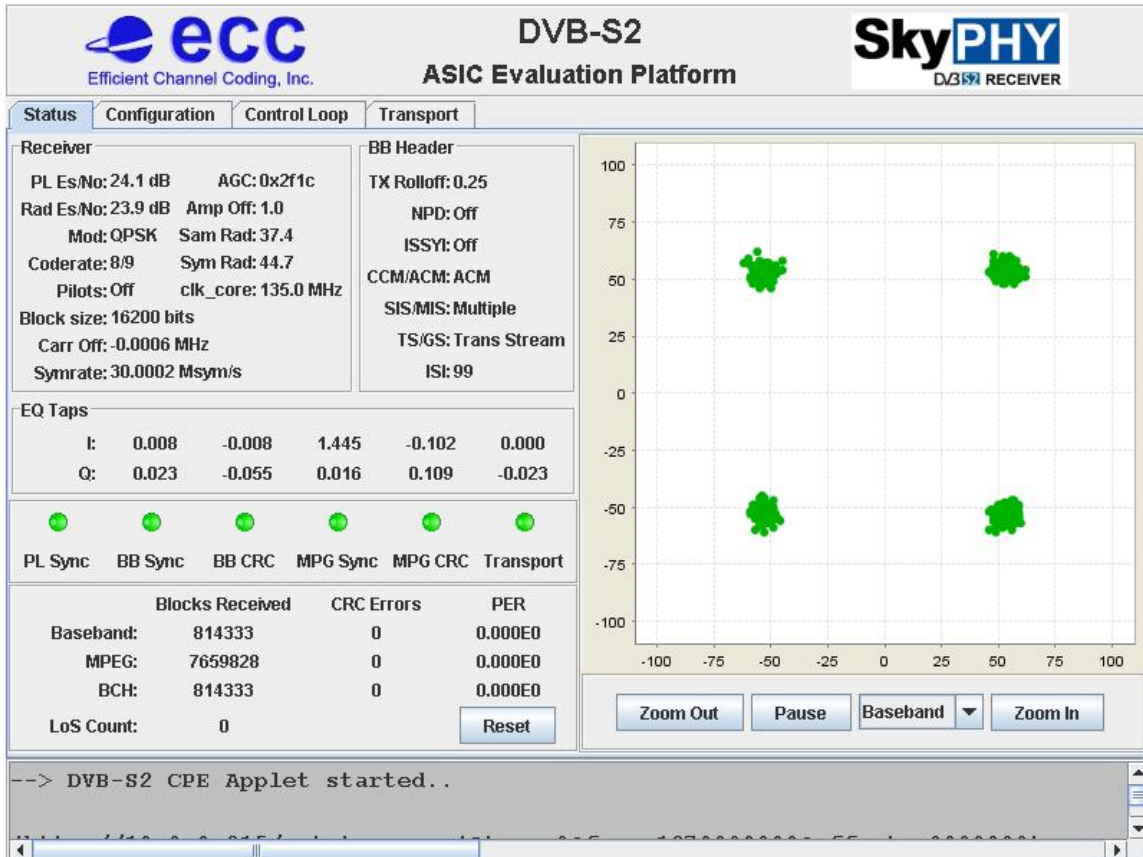 ecc
Efficient Channel Coding, Inc.
DVB-S2
ASIC Evaluation Platform
SkyPHY
DVB S2 RECEIVER
Status Configuration Control Loop Transport
Receiver
PL Es/No: 24.1 dB AGC: 0x2f1c
Rad Es/No: 23.9 dB Amp Off: 1.0
Mod: QPSK Sam Rad: 37.4
Coderate: 8/9 Sym Rad: 44.7
Pilots: Off clk_core: 135.0 MHz
Block size: 16200 bits
Carr Off: -0.0006 MHz
Symrate: 30.0002 Msym/s
BB Header
TX Rolloff: 0.25
NPD: Off
ISSYI: Off
CCM/ACM: ACM
SIS/MIS: Multiple
TS/GS: Trans Stream
ISI: 99
EQ Taps
I: 0.008 -0.008 1.445 -0.102 0.000
Q: 0.023 -0.055 0.016 0.109 -0.023
PL Sync BB Sync BB CRC MPG Sync MPG CRC Transport
Blocks Received CRC Errors PER
Baseband: 814333 0 0.000E0
MPEG: 7659828 0 0.000E0
BCH: 814333 0 0.000E0
LoS Count: 0 Reset
100
75
50
25
0
-25
-50
-75
-100
-100 -75 -50 -25 0 25 50 75 100
Zoom Out Pause Baseband Zoom In
--> DVB-S2 CPE Applet started..